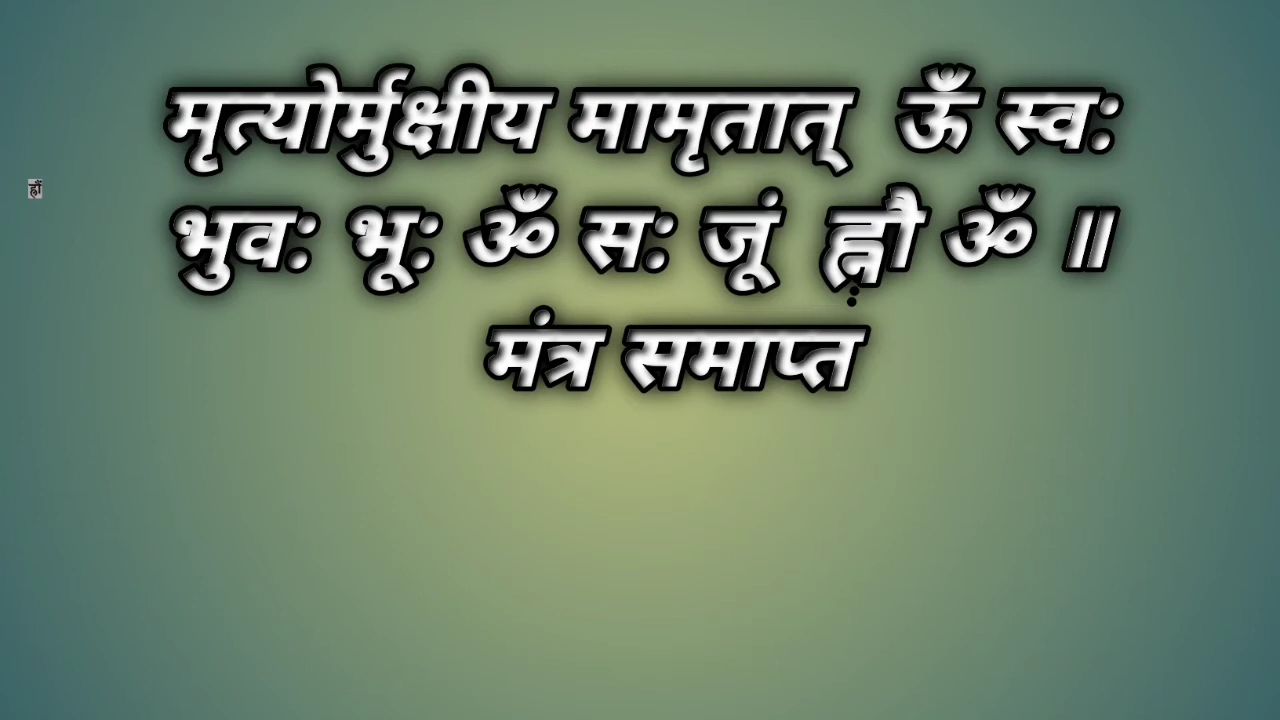 मृत्योर्मुक्षीय मामृतात् ऊँ स्वः
भुवः भूः ॐ सः जूं ह्नौ ॐ ॥
मंत्र समाप्त